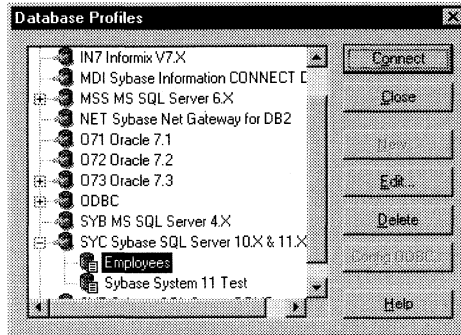 Database Profiles
IN7 Informix V7.X
MDI Sybase Information CONNECT D
MSS MS SQL Server 6.X
NET Sybase Net Gateway for DB2
O71 Oracle 7.1
O72 Oracle 7.2
O73 Oracle 7.3
ODBC
SYB MS SQL Server 4.X
SYC Sybase SQL Server 10.X & 11.X
Employees
Sybase System 11 Test
Connect
Close
New...
Edit...
Delete
Config ODBC
Help